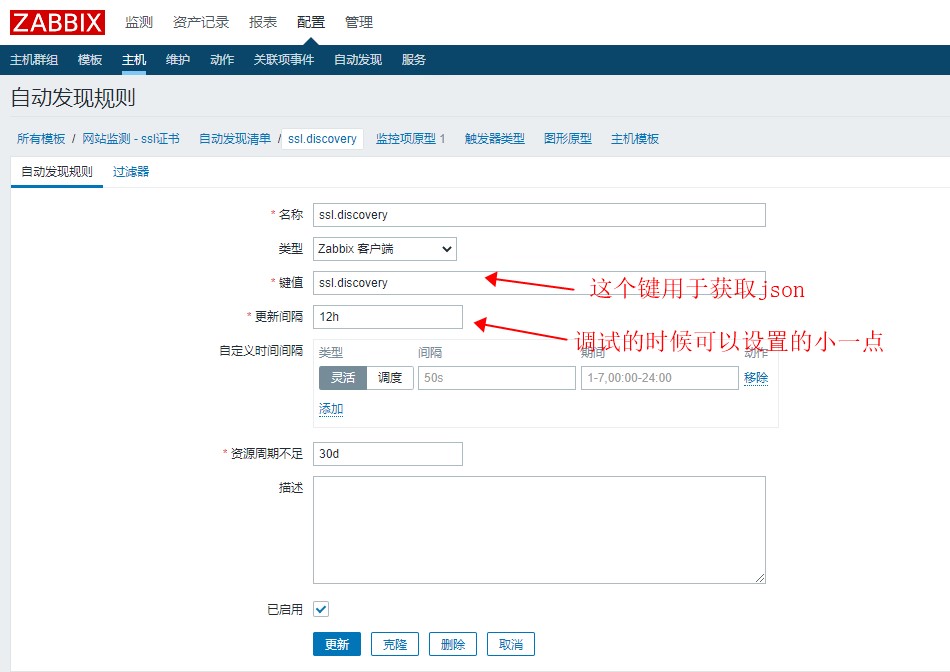 ZABBIX 监测 资产记录 报表 配置 管理
主机群组 模板 主机 维护 动作 关联项事件 自动发现 服务
自动发现规则
所有模板 / 网站监测 - ssl证书 自动发现清单 / ssl.discovery 监控项原型 1 触发器类型 图形原型 主机模板
自动发现规则 过滤器
* 名称 ssl.discovery
类型 Zabbix 客户端
* 键值 ssl.discovery 这个键用于获取json
* 更新间隔 12h
调试的时候可以设置的小一点
自定义时间间隔 类型 间隔 期间 动作
灵活 调度 50s 1-7,00:00-24:00 移除
添加
* 资源周期不足 30d
描述
已启用
更新 克隆 删除 取消